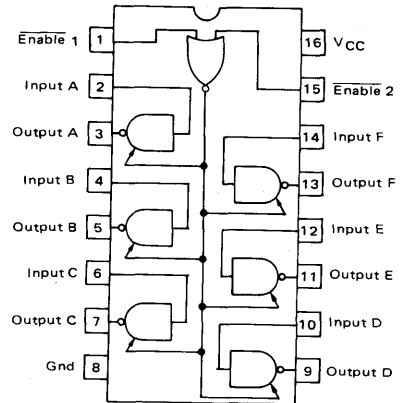 Enable 1 1
16 VCC
Input A 2
15 Enable 2
Output A 3
14 Input F
Input B 4
13 Output F
Output B 5
12 Input E
Input C 6
11 Output E
Output C 7
10 Input D
Gnd 8
9 Output D